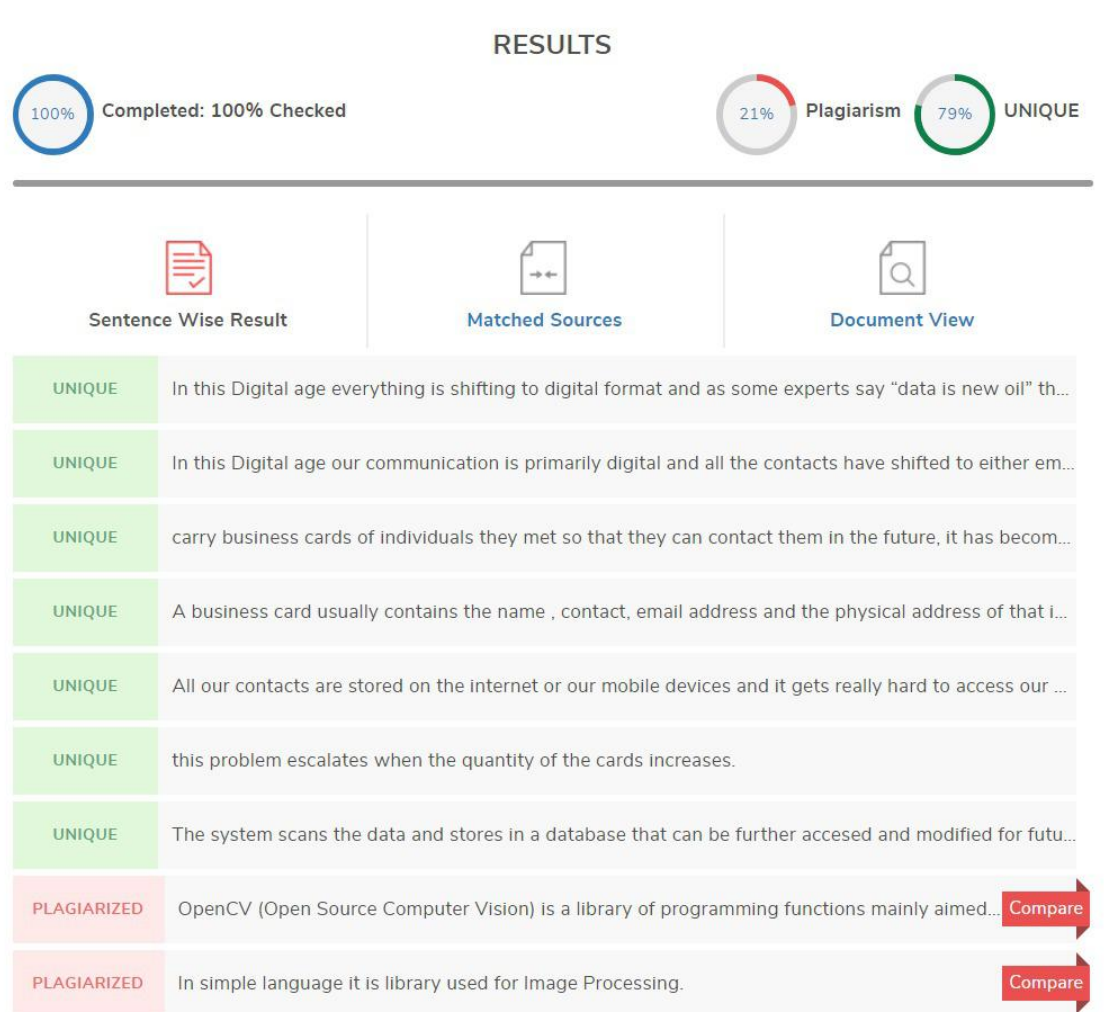 RESULTS
100% Completed: 100% Checked 21% Plagiarism 79% UNIQUE
Sentence Wise Result Matched Sources Document View
UNIQUE In this Digital age everything is shifting to digital format and as some experts say “data is new oil” th...
UNIQUE In this Digital age our communication is primarily digital and all the contacts have shifted to either em...
UNIQUE carry business cards of individuals they met so that they can contact them in the future, it has becom...
UNIQUE A business card usually contains the name , contact, email address and the physical address of that i...
UNIQUE All our contacts are stored on the internet or our mobile devices and it gets really hard to access our ...
UNIQUE this problem escalates when the quantity of the cards increases.
UNIQUE The system scans the data and stores in a database that can be further accesed and modified for futu...
PLAGIARIZED OpenCV (Open Source Computer Vision) is a library of programming functions mainly aimed... Compare
PLAGIARIZED In simple language it is library used for Image Processing. Compare